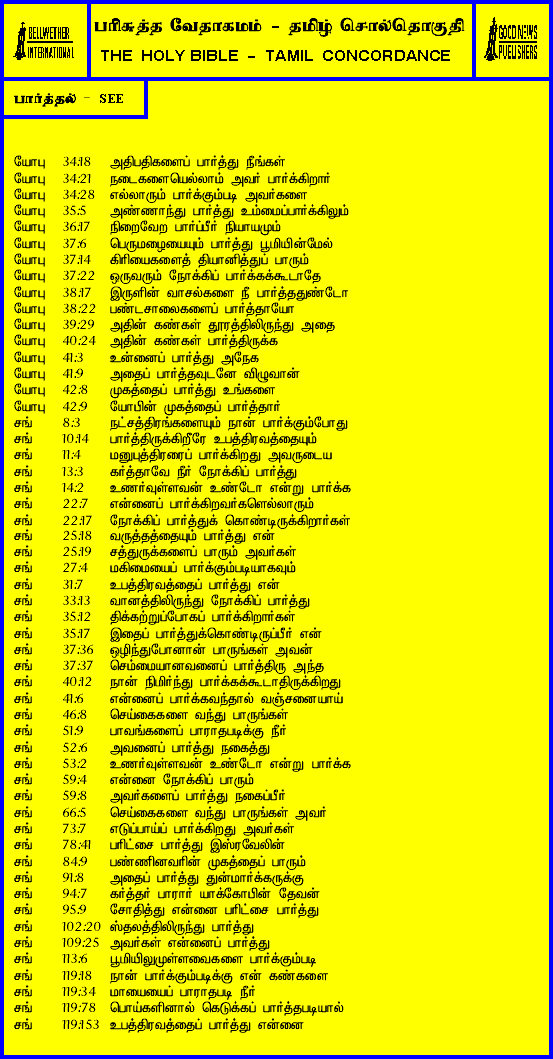 BELLWETHER
INTERNATIONAL
பரிசுத்த வேதாகமம் - தமிழ் சொல்தொகுதி
THE HOLY BIBLE - TAMIL CONCORDANCE
GOOD NEWS
PUBLISHERS
பார்த்தல் - SEE
யோபு 34:18 அதிபதிகளைப் பார்த்து நீங்கள்
யோபு 34:21 நடைகளையெல்லாம் அவர் பார்க்கிறார்
யோபு 34:28 எல்லாரும் பார்க்கும்படி அவர்களை
யோபு 35:5 அண்ணாந்து பார்த்து உம்மைப்பார்க்கிலும்
யோபு 36:17 நிறைவேற பார்ப்பீர் நியாயமும்
யோபு 37:6 பெருமழையையும் பார்த்து பூமியின்மேல்
யோபு 37:14 கிரியைகளைத் தியானித்துப் பாரும்
யோபு 37:22 ஒருவரும் நோக்கிப் பார்க்கக்கூடாதே
யோபு 38:17 இருளின் வாசல்களை நீ பார்த்ததுண்டோ
யோபு 38:22 பண்டசாலைகளைப் பார்த்தாயோ
யோபு 39:29 அதின் கண்கள் தூரத்திலிருந்து அதை
யோபு 40:24 அதின் கண்கள் பார்த்திருக்க
யோபு 41:3 உன்னைப் பார்த்து அநேக
யோபு 41:9 அதைப் பார்த்தவுடனே விழுவான்
யோபு 42:8 முகத்தைப் பார்த்து உங்களை
யோபு 42:9 யோபின் முகத்தைப் பார்த்தார்
சங் 8:3 நட்சத்திரங்களையும் நான் பார்க்கும்போது
சங் 10:14 பார்த்திருக்கிறீரே உபத்திரவத்தையும்
சங் 11:4 மனுபுத்திரரைப் பார்க்கிறது அவருடைய
சங் 13:3 கர்த்தாவே நீர் நோக்கிப் பார்த்து
சங் 14:2 உணர்வுள்ளவன் உண்டோ என்று பார்க்க
சங் 22:7 என்னைப் பார்க்கிறவர்களெல்லாரும்
சங் 22:17 நோக்கிப் பார்த்துக் கொண்டிருக்கிறார்கள்
சங் 25:18 வருத்தத்தையும் பார்த்து என்
சங் 25:19 சத்துருக்களைப் பாரும் அவர்கள்
சங் 27:4 மகிமையைப் பார்க்கும்படியாகவும்
சங் 31:7 உபத்திரவத்தைப் பார்த்து என்
சங் 33:13 வானத்திலிருந்து நோக்கிப் பார்த்து
சங் 35:12 திக்கற்றுப்போகப் பார்க்கிறார்கள்
சங் 35:17 இதைப் பார்த்துக்கொண்டிருப்பீர் என்
சங் 37:36 ஒழிந்துபோனான் பாருங்கள் அவன்
சங் 37:37 செம்மையானவனைப் பார்த்திரு அந்த
சங் 40:12 நான் நிமிர்ந்து பார்க்கக்கூடாதிருக்கிறது
சங் 41:6 என்னைப் பார்க்கவந்தால் வஞ்சனையாய்
சங் 46:8 செய்கைகளை வந்து பாருங்கள்
சங் 51:9 பாவங்களைப் பாராதபடிக்கு நீர்
சங் 52:6 அவனைப் பார்த்து நகைத்து
சங் 53:2 உணர்வுள்ளவன் உண்டோ என்று பார்க்க
சங் 59:4 என்னை நோக்கிப் பாரும்
சங் 59:8 அவர்களைப் பார்த்து நகைப்பீர்
சங் 66:5 செய்கைகளை வந்து பாருங்கள் அவர்
சங் 73:7 எடுப்பாய்ப் பார்க்கிறது அவர்கள்
சங் 78:41 பரிட்சை பார்த்து இஸ்ரவேலின்
சங் 84:9 பண்ணினவரின் முகத்தைப் பாரும்
சங் 91:8 அதைப் பார்த்து துன்மார்க்கருக்கு
சங் 94:7 கர்த்தர் பாரார் யாக்கோபின் தேவன்
சங் 95:9 சோதித்து என்னை பரிட்சை பார்த்து
சங் 102:20 ஸ்தலத்திலிருந்து பார்த்து
சங் 109:25 அவர்கள் என்னைப் பார்த்து
சங் 113:6 பூமியிலுமுள்ளவைகளை பார்க்கும்படி
சங் 119:18 நான் பார்க்கும்படிக்கு என் கண்களை
சங் 119:34 மாயையைப் பாராதபடி நீர்
சங் 119:78 பொய்களினால் கெடுக்கப் பார்த்தபடியால்
சங் 119:153 உபத்திரவத்தைப் பார்த்து என்னை